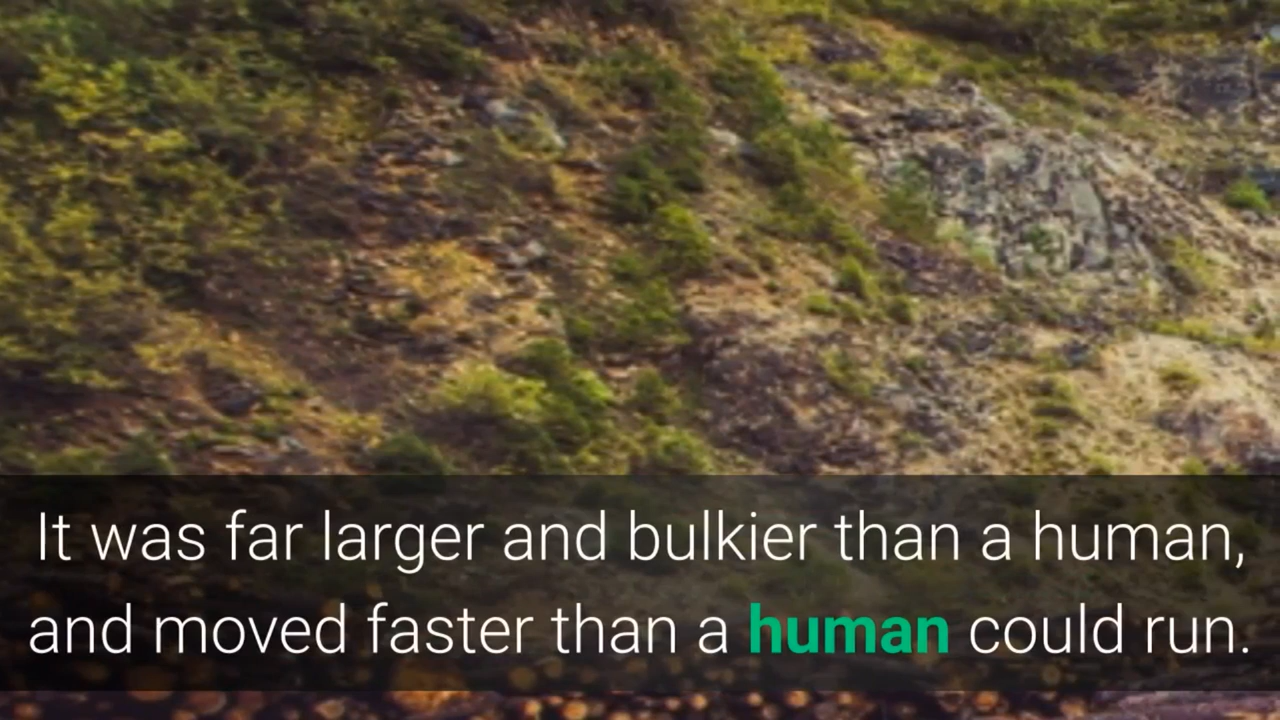 It was far larger and bulkier than a human,
and moved faster than a human could run.